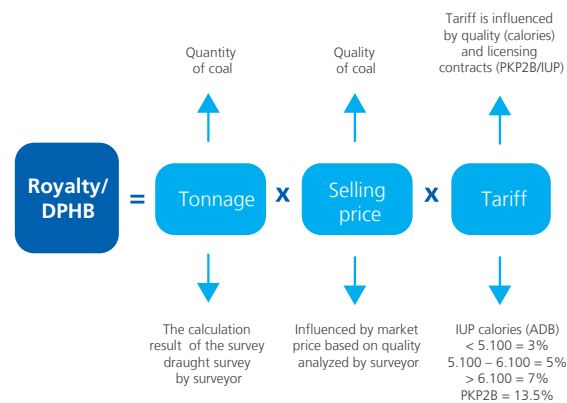 Quantity
of coal
Quality
of coal
Tariff is influenced
by quality (calories)
and licensing
contracts (PKP2B/IUP)
Royalty/
DPHB
=
Tonnage
x
Selling
price
x
Tariff
The calculation
result of the survey
draught survey
by surveyor
Influenced by market
price based on quality
analyzed by surveyor
IUP calories (ADB)
< 5.100 = 3%
5.100 – 6.100 = 5%
> 6.100 = 7%
PKP2B = 13.5%